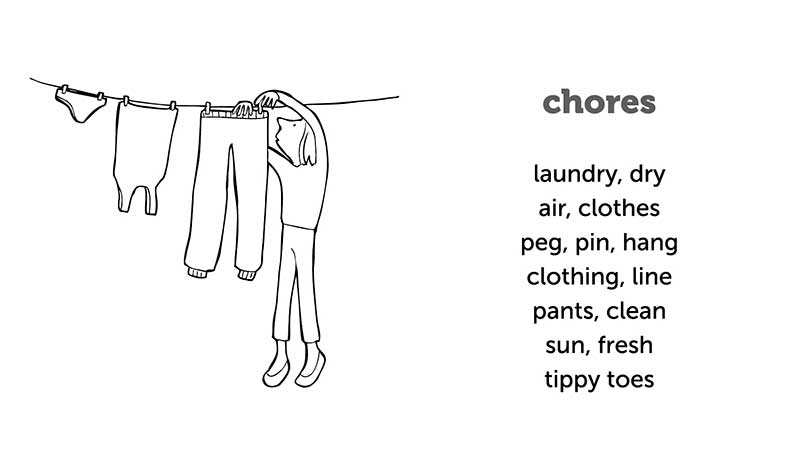 chores
laundry, dry
air, clothes
peg, pin, hang
clothing, line
pants, clean
sun, fresh
tippy toes